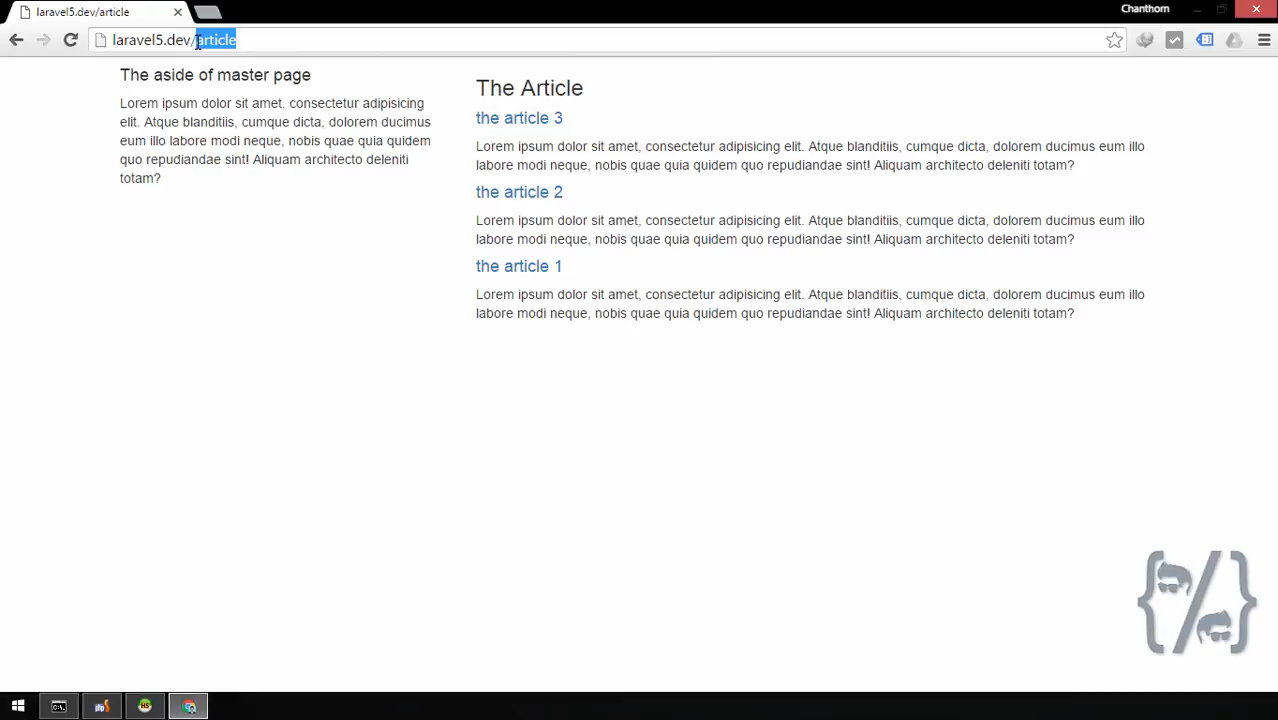 laravel5.dev/article
Chanthorn
laravel5.dev/article
The aside of master page
Lorem ipsum dolor sit amet, consectetur adipisicing
elit. Atque blanditiis, cumque dicta, dolorem ducimus
eum illo labore modi neque, nobis quae quia quidem
quo repudiandae sint! Aliquam architecto deleniti
totam?
The Article
the article 3
Lorem ipsum dolor sit amet, consectetur adipisicing elit. Atque blanditiis, cumque dicta, dolorem ducimus eum illo
labore modi neque, nobis quae quia quidem quo repudiandae sint! Aliquam architecto deleniti totam?
the article 2
Lorem ipsum dolor sit amet, consectetur adipisicing elit. Atque blanditiis, cumque dicta, dolorem ducimus eum illo
labore modi neque, nobis quae quia quidem quo repudiandae sint! Aliquam architecto deleniti totam?
the article 1
Lorem ipsum dolor sit amet, consectetur adipisicing elit. Atque blanditiis, cumque dicta, dolorem ducimus eum illo
labore modi neque, nobis quae quia quidem quo repudiandae sint! Aliquam architecto deleniti totam?
{/}
HS